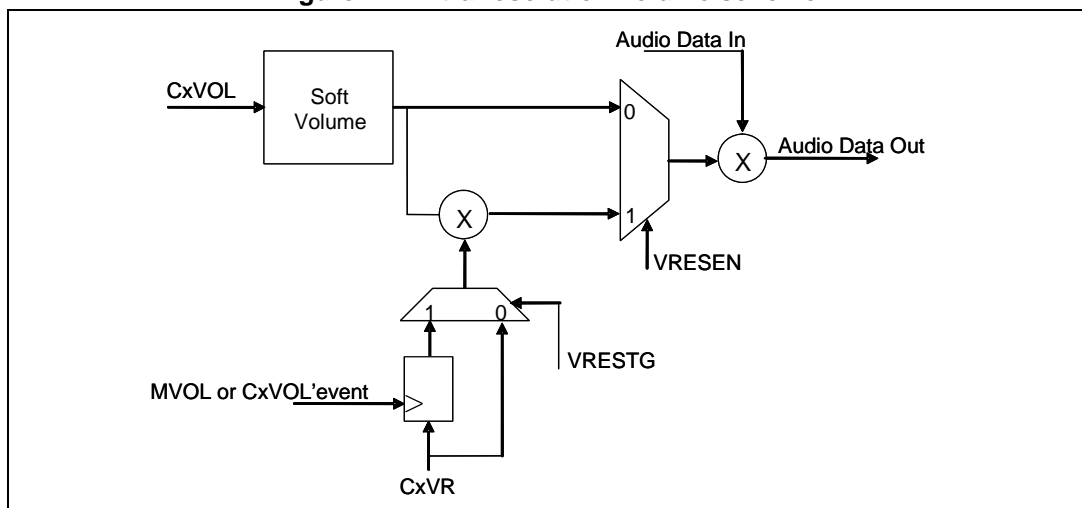 Audio Data In
CxVOL
Soft
Volume
0
X
Audio Data Out
X
1
VRESEN
1
0
VRESTG
MVOL or CxVOL'event
CxVR